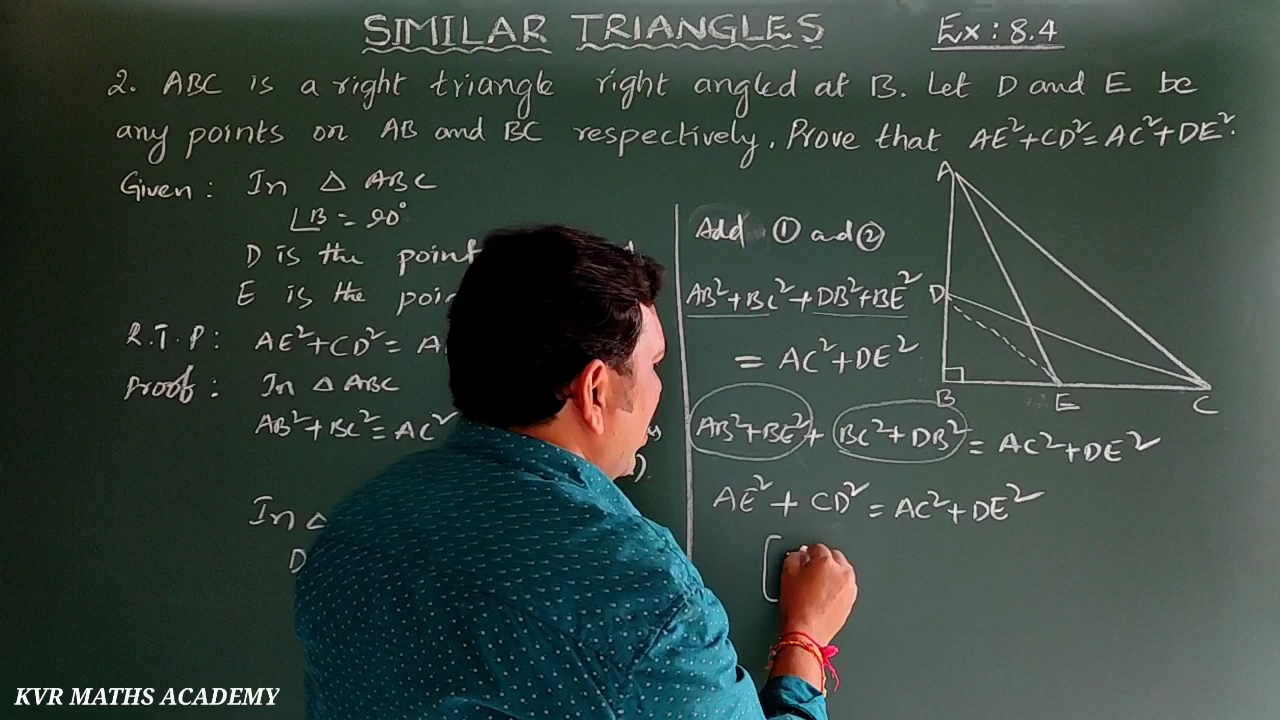 SIMILAR TRIANGLES
Ex: 8.4
2. ABC is a right triangle right angled at B. Let D and E be
any points on AB and BC respectively. Prove that AE²+CD²=AC²+DE².
Given: In △ ABC
∠B = 90°
D is the point
E is the
R.T.P: AE²+CD²= A
Proof: In △ABC
AB²+BC²=AC²
In △
D
Add ① and ②
AB²+BC²+DB²+BE²
= AC²+DE²
AB²+BE²+ BC²+DB² = AC²+DE²
AE²+ CD² = AC²+DE²
[
A
D
B
E
C
KVR MATHS ACADEMY